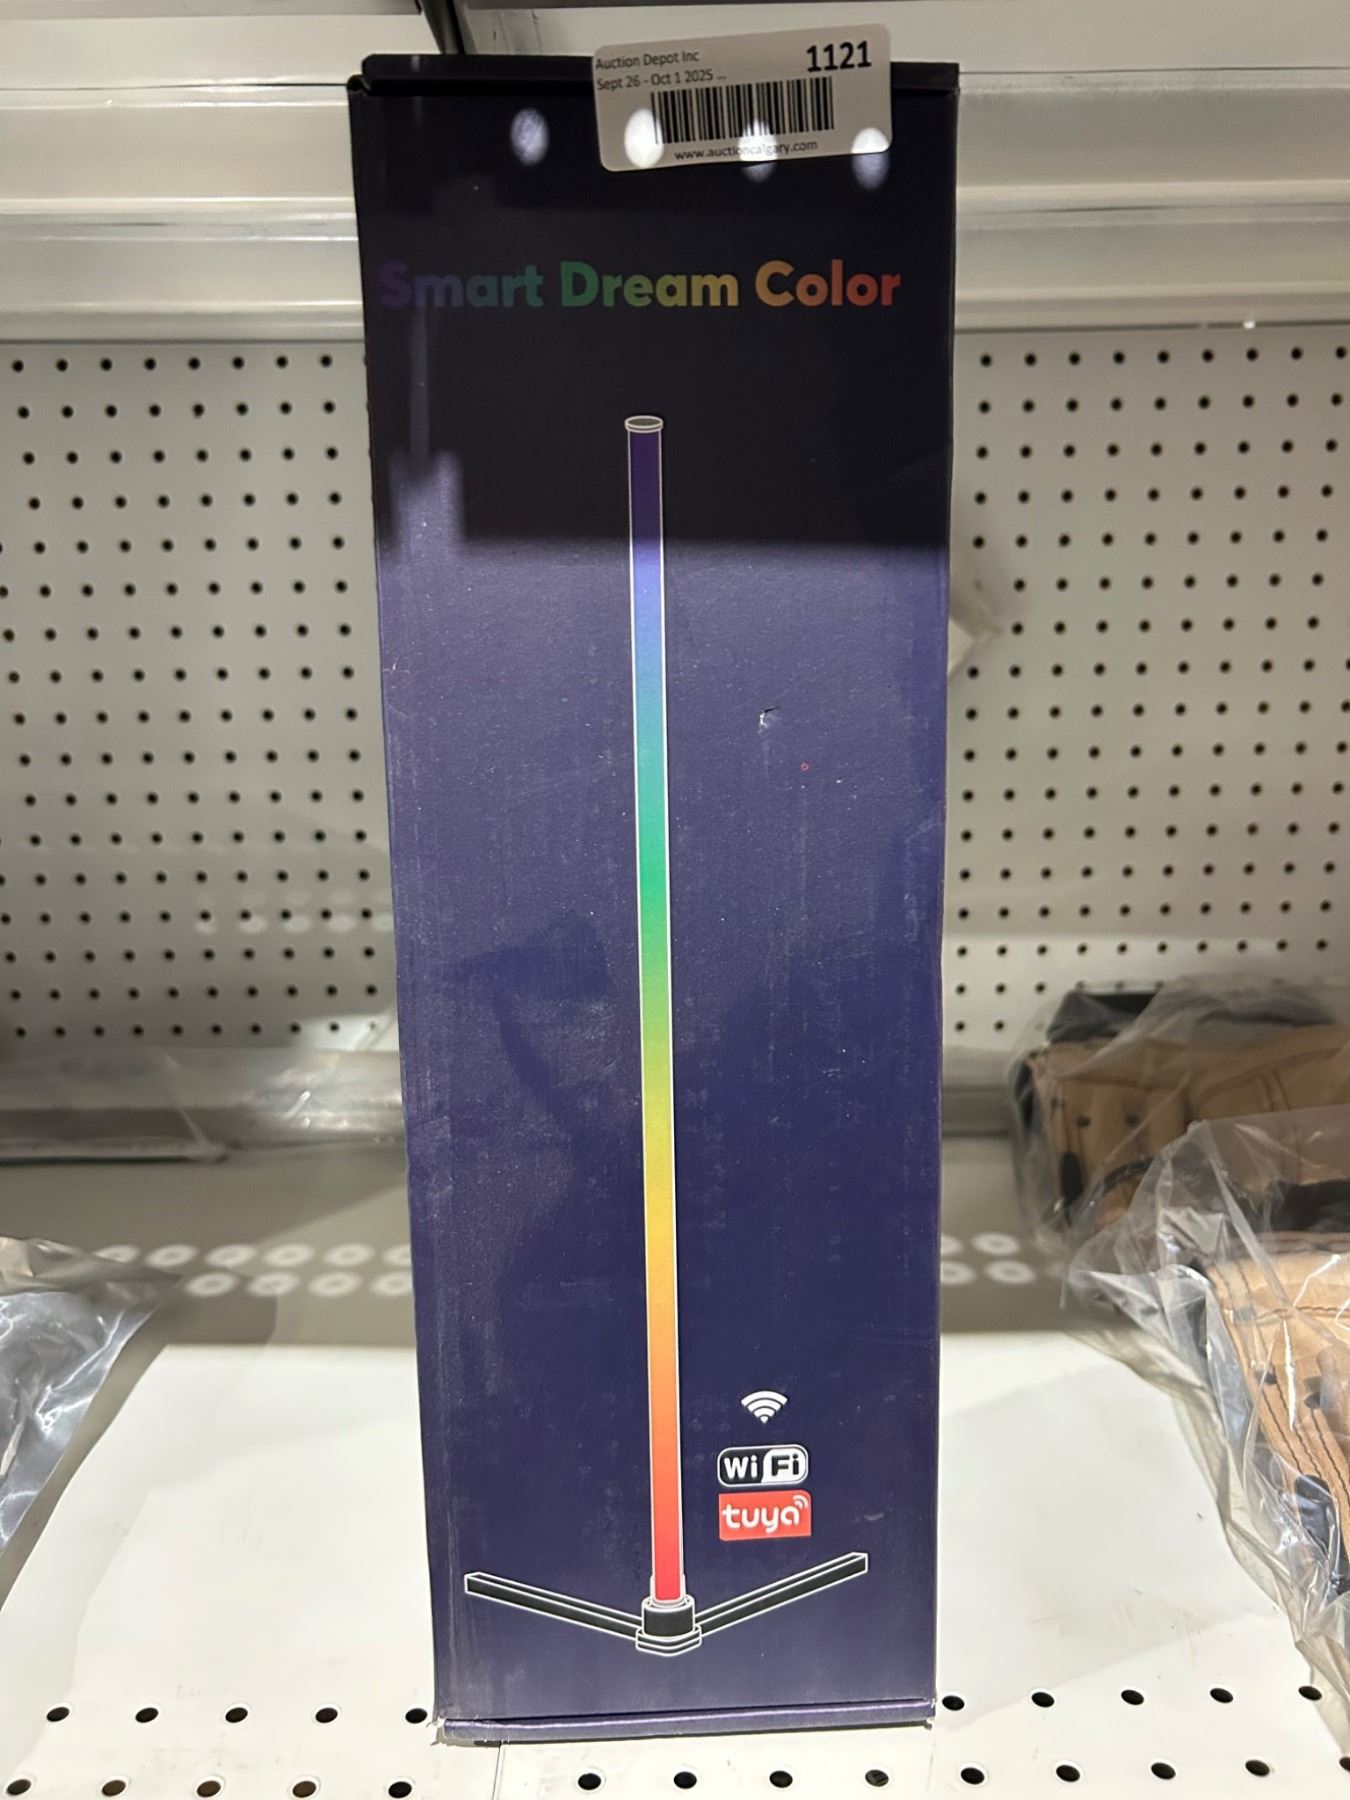 Auction Depot Inc
1121
Sept 26 - Oct 1 2025 ...
www.auctioncalgary.com
Smart Dream Color
WiFi
tuya